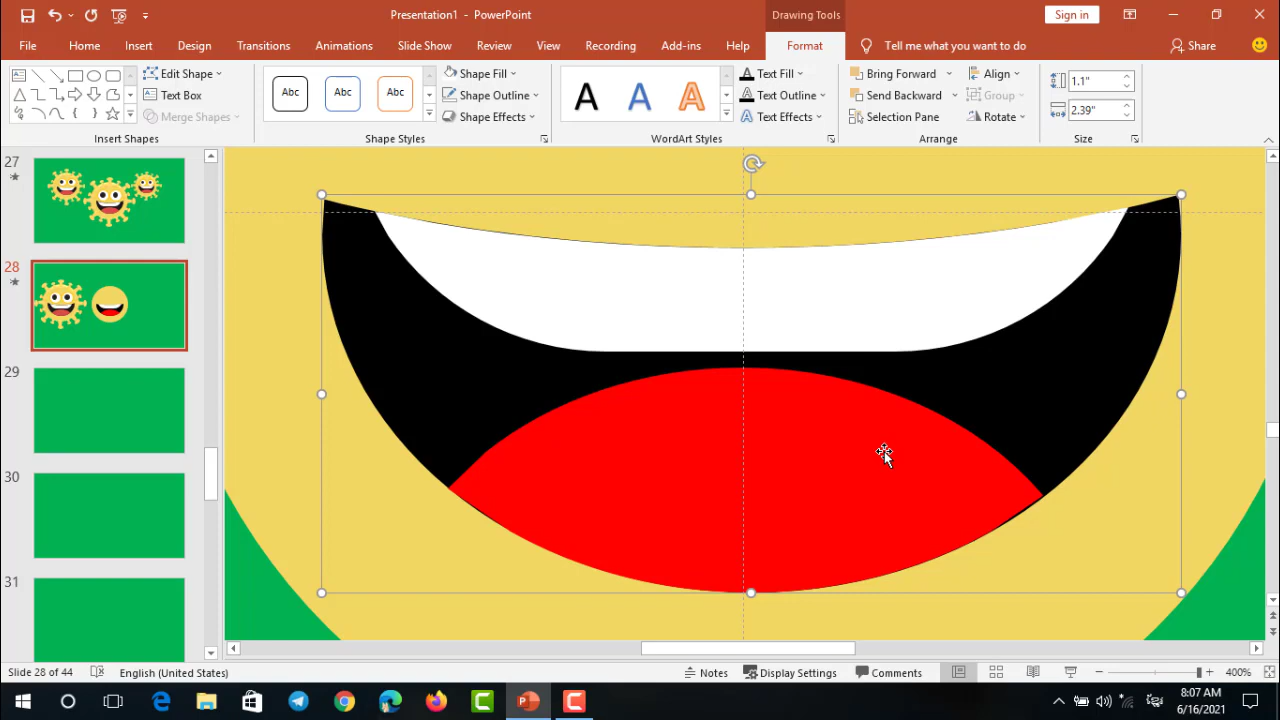 Presentation1 - PowerPoint
Drawing Tools
Sign in
File Home Insert Design Transitions Animations Slide Show Review View Recording Add-ins Help Format Tell me what you want to do Share
Edit Shape
Text Box
Merge Shapes
Insert Shapes
Abc Abc Abc
Shape Fill
Shape Outline
Shape Effects
Shape Styles
A A A
Text Fill
Text Outline
Text Effects
WordArt Styles
Bring Forward
Send Backward
Selection Pane
Align
Group
Rotate
Arrange
1.1"
2.39"
Size
27
28
29
30
31
Slide 28 of 44 English (United States) Notes Display Settings Comments 400%
8:07 AM
6/16/2021